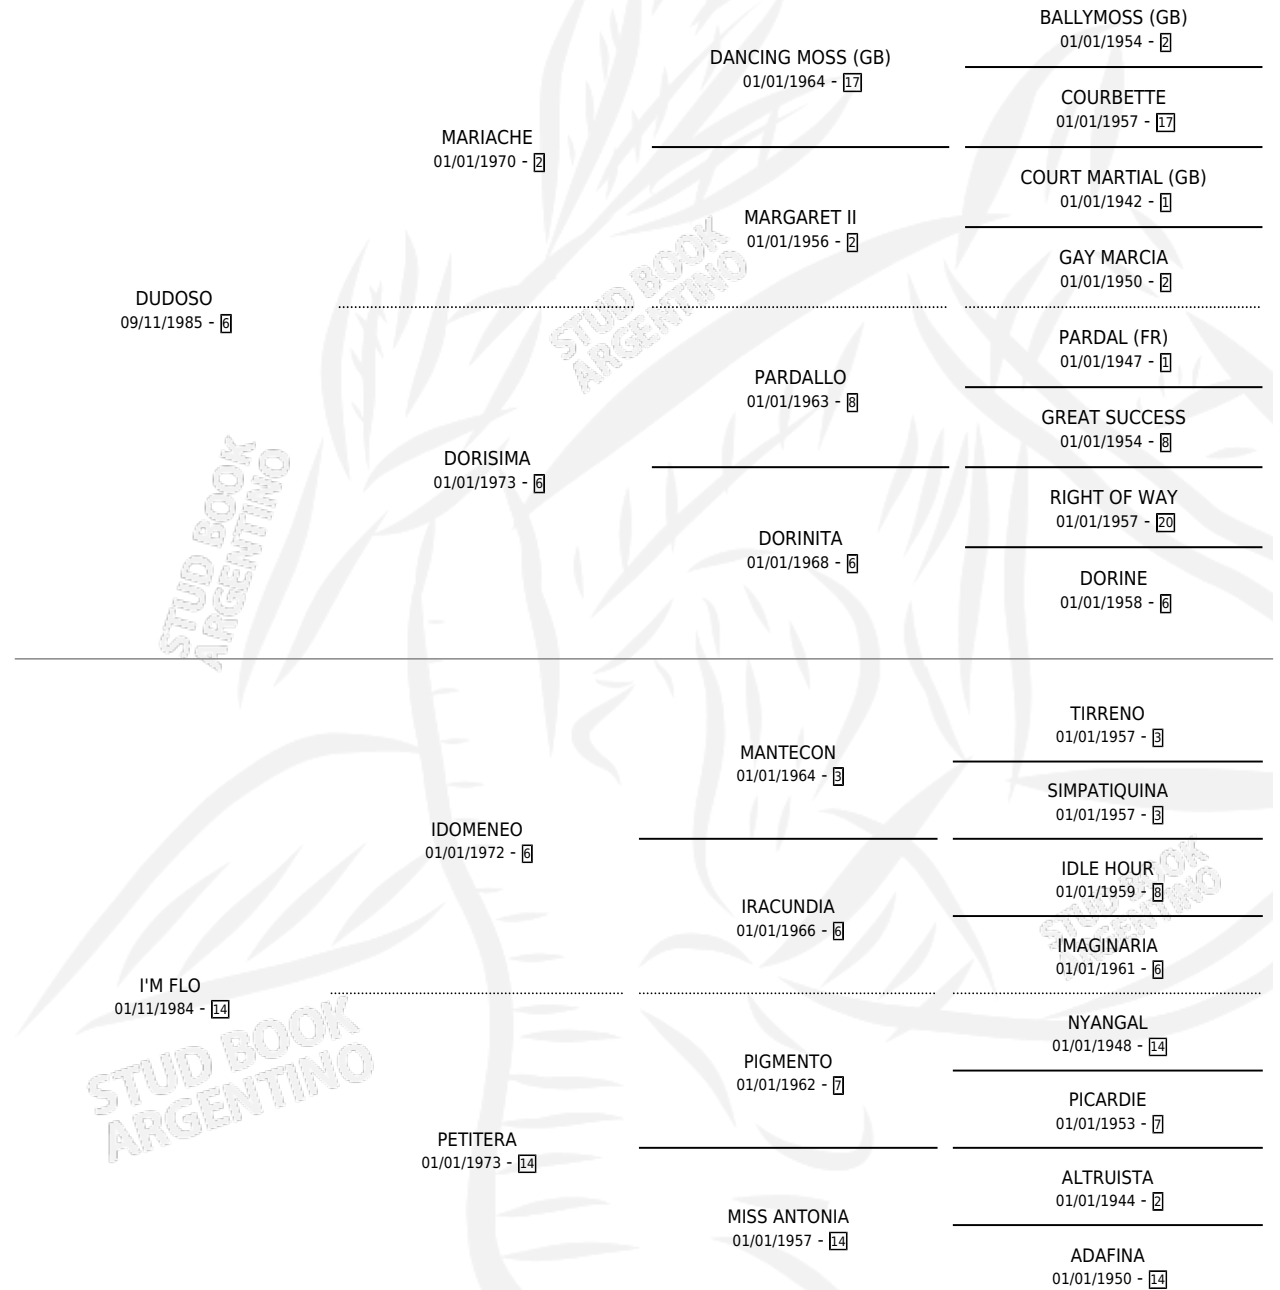 BALLYMOSS (GB)
01/01/1954 - 2
DANCING MOSS (GB)
01/01/1964 - 17
COURBETTE
01/01/1957 - 17
MARIACHE
01/01/1970 - 2
COURT MARTIAL (GB)
01/01/1942 - 1
MARGARET II
01/01/1956 - 2
GAY MARCIA
01/01/1950 - 2
DUDOSO
09/11/1985 - 6
PARDAL (FR)
01/01/1947 - 1
PARDALLO
01/01/1963 - 8
GREAT SUCCESS
01/01/1954 - 8
DORISIMA
01/01/1973 - 6
RIGHT OF WAY
01/01/1957 - 20
DORINITA
01/01/1968 - 6
DORINE
01/01/1958 - 6
TIRRENO
01/01/1957 - 3
MANTECON
01/01/1964 - 3
SIMPATIQUINA
01/01/1957 - 3
IDOMENEO
01/01/1972 - 6
IDLE HOUR
01/01/1959 - 8
IRACUNDIA
01/01/1966 - 6
IMAGINARIA
01/01/1961 - 6
I'M FLO
01/11/1984 - 14
NYANGAL
01/01/1948 - 14
PIGMENTO
01/01/1962 - 7
PICARDIE
01/01/1953 - 7
PETITERA
01/01/1973 - 14
ALTRUISTA
01/01/1944 - 2
MISS ANTONIA
01/01/1957 - 14
ADAFINA
01/01/1950 - 14
STUD BOOK
ARGENTINO
STUD BOOK
ARGENTINO
STUD BOOK
ARGENTINO
STUD BOOK
ARGENTINO